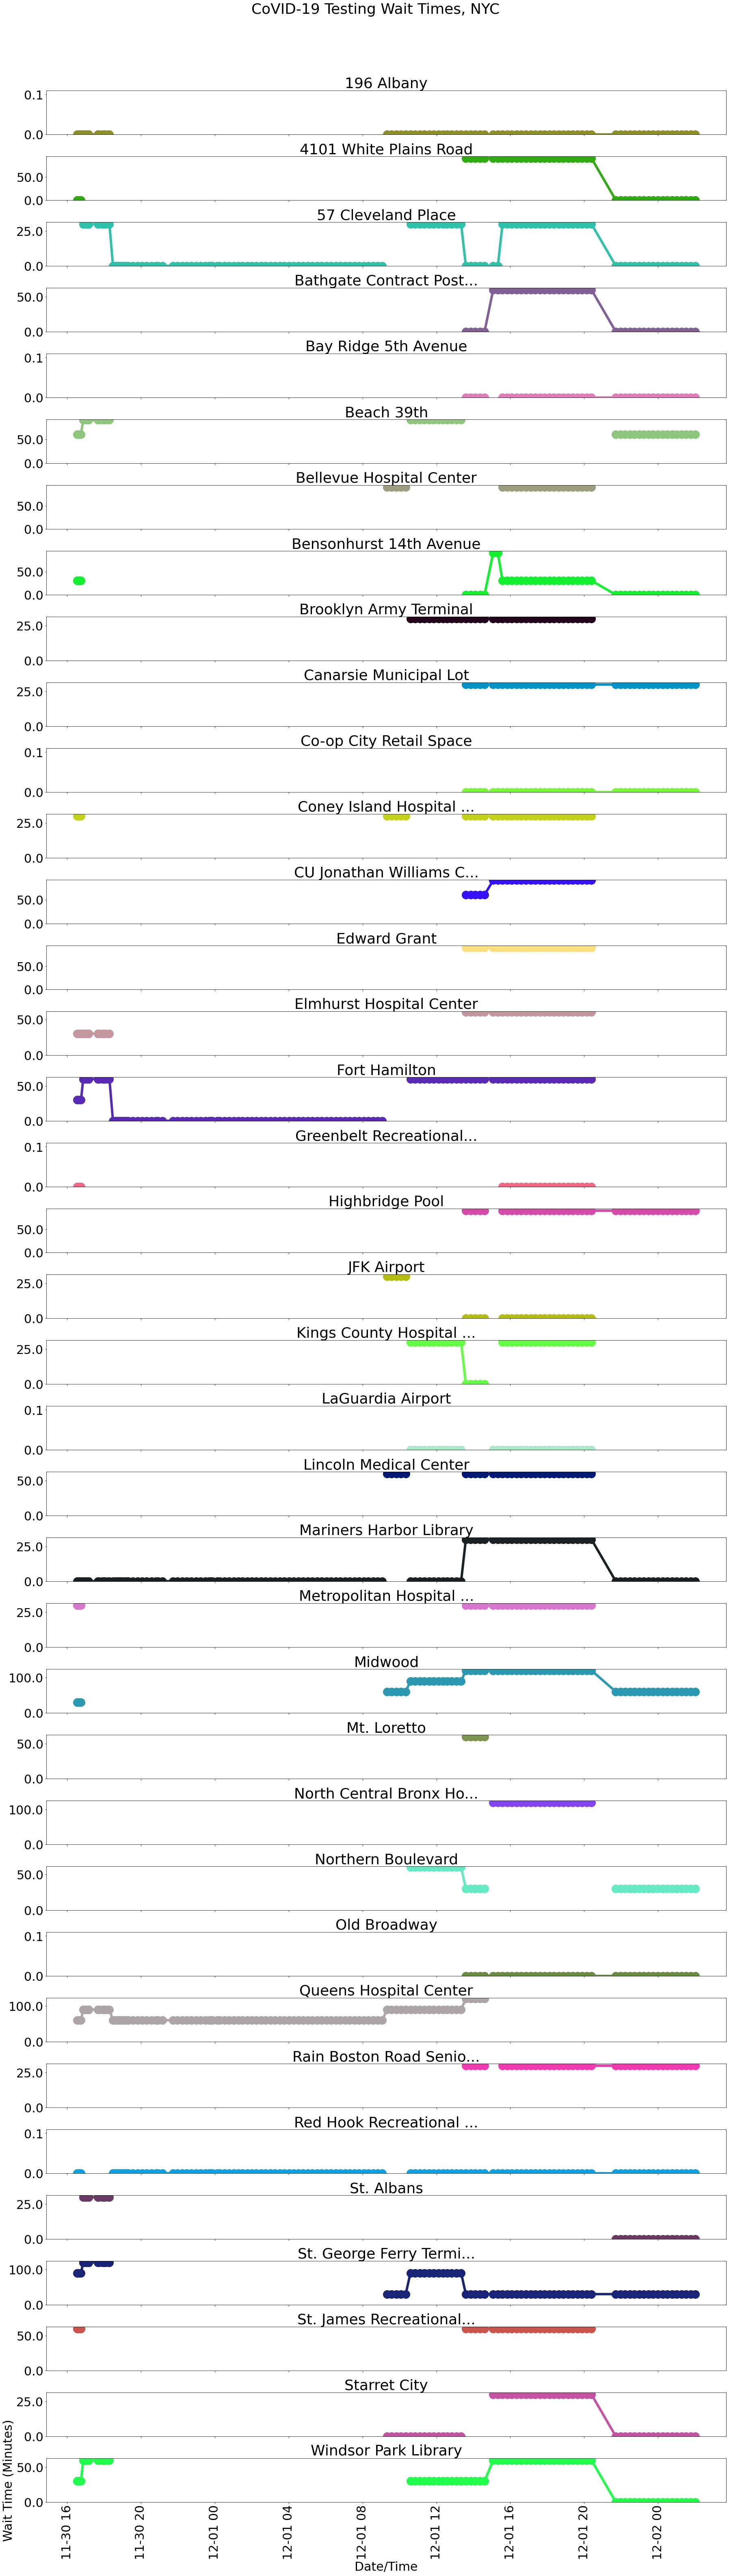 CoVID-19 Testing Wait Times, NYC
196 Albany
0.1
0.0
4101 White Plains Road
50.0
0.0
57 Cleveland Place
25.0
0.0
Bathgate Contract Post...
50.0
0.0
Bay Ridge 5th Avenue
0.1
0.0
Beach 39th
50.0
0.0
Bellevue Hospital Center
50.0
0.0
Bensonhurst 14th Avenue
50.0
0.0
Brooklyn Army Terminal
25.0
0.0
Canarsie Municipal Lot
25.0
0.0
Co-op City Retail Space
0.1
0.0
Coney Island Hospital ...
25.0
0.0
CU Jonathan Williams C...
50.0
0.0
Edward Grant
50.0
0.0
Elmhurst Hospital Center
50.0
0.0
Fort Hamilton
50.0
0.0
Greenbelt Recreational...
0.1
0.0
Highbridge Pool
50.0
0.0
JFK Airport
25.0
0.0
Kings County Hospital ...
25.0
0.0
LaGuardia Airport
0.1
0.0
Lincoln Medical Center
50.0
0.0
Mariners Harbor Library
25.0
0.0
Metropolitan Hospital ...
25.0
0.0
Midwood
100.0
0.0
Mt. Loretto
50.0
0.0
North Central Bronx Ho...
100.0
0.0
Northern Boulevard
50.0
0.0
Old Broadway
0.1
0.0
Queens Hospital Center
100.0
0.0
Rain Boston Road Senio...
25.0
0.0
Red Hook Recreational ...
0.1
0.0
St. Albans
25.0
0.0
St. George Ferry Termi...
100.0
0.0
St. James Recreational...
50.0
0.0
Starret City
25.0
0.0
Windsor Park Library
50.0
0.0
Wait Time (Minutes)
11-30 16
11-30 20
12-01 00
12-01 04
12-01 08
12-01 12
12-01 16
12-01 20
12-02 00
Date/Time